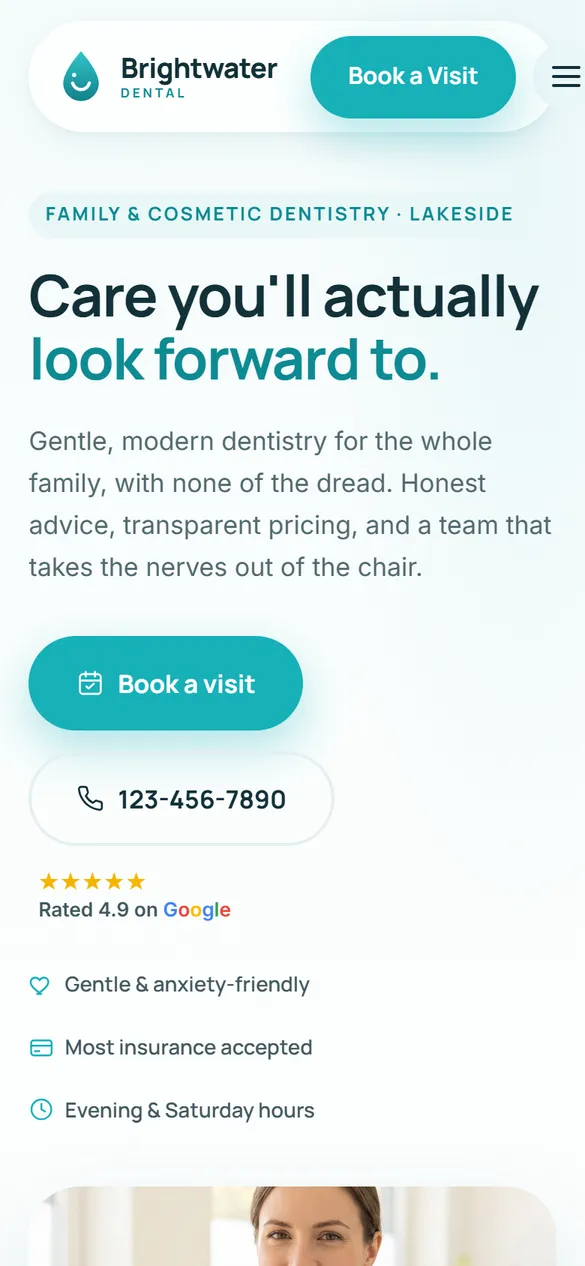 Brightwater
DENTAL
Book a Visit
FAMILY & COSMETIC DENTISTRY · LAKESIDE
Care you'll actually
look forward to.
Gentle, modern dentistry for the whole
family, with none of the dread. Honest
advice, transparent pricing, and a team that
takes the nerves out of the chair.
Book a visit
123-456-7890
★★★★★
Rated 4.9 on Google
Gentle & anxiety-friendly
Most insurance accepted
Evening & Saturday hours